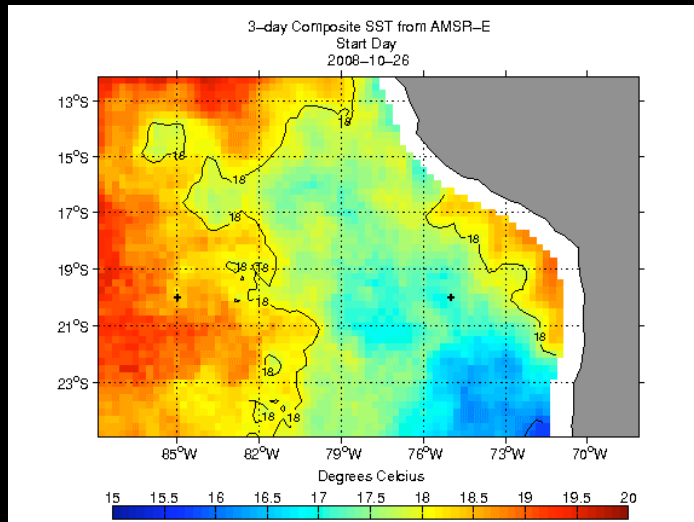 3-day Composite SST from AMSR-E
Start Day
2008-10-26
13°S
15°S
17°S
19°S
21°S
23°S
18
18
18
18
18
18
18
18
18
18
18
18
85°W 82°W 79°W 76°W 73°W 70°W
Degrees Celcius
15 15.5 16 16.5 17 17.5 18 18.5 19 19.5 20